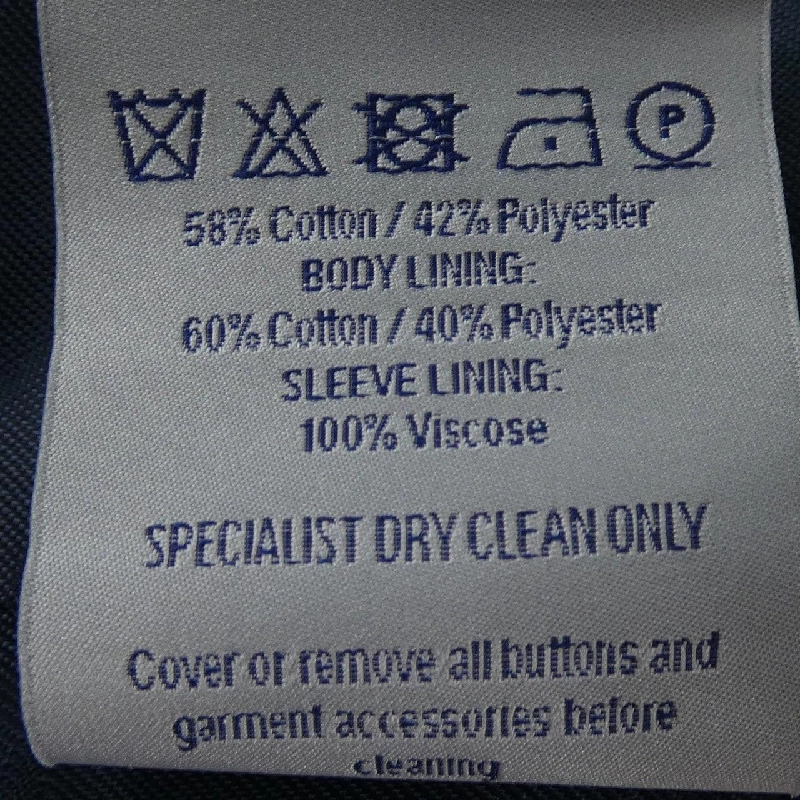 P
58% Cotton / 42% Polyester
BODY LINING:
60% Cotton / 40% Polyester
SLEEVE LINING:
100% Viscose
SPECIALIST DRY CLEAN ONLY
Cover or remove all buttons and
garment accessories before
cleaning